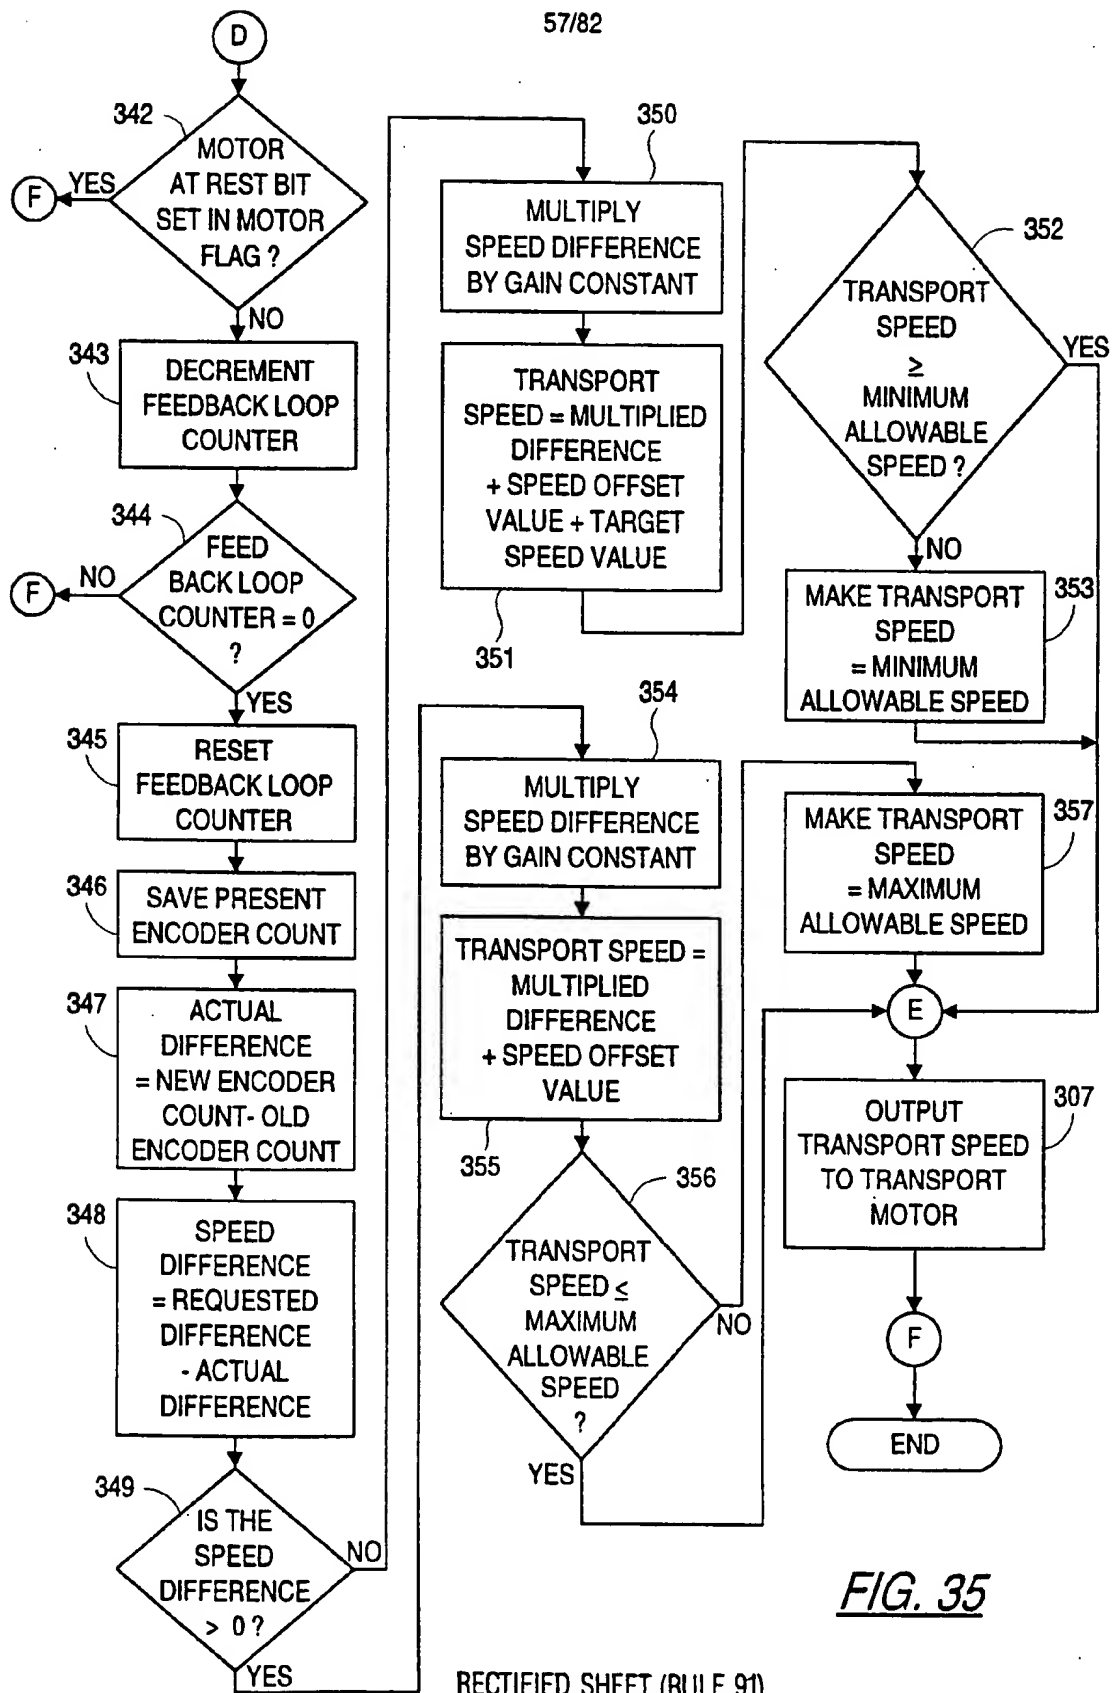 57/82
D
342
MOTOR
AT REST BIT
SET IN MOTOR
FLAG ?
YES
F
NO
343
DECREMENT
FEEDBACK LOOP
COUNTER
344
FEED
BACK LOOP
COUNTER = 0
?
NO
F
YES
345
RESET
FEEDBACK LOOP
COUNTER
346
SAVE PRESENT
ENCODER COUNT
347
ACTUAL
DIFFERENCE
= NEW ENCODER
COUNT- OLD
ENCODER COUNT
348
SPEED
DIFFERENCE
= REQUESTED
DIFFERENCE
- ACTUAL
DIFFERENCE
349
IS THE
SPEED
DIFFERENCE
> 0 ?
NO
YES
350
MULTIPLY
SPEED DIFFERENCE
BY GAIN CONSTANT
TRANSPORT
SPEED = MULTIPLIED
DIFFERENCE
+ SPEED OFFSET
VALUE + TARGET
SPEED VALUE
351
352
TRANSPORT
SPEED
≥
MINIMUM
ALLOWABLE
SPEED ?
YES
NO
353
MAKE TRANSPORT
SPEED
= MINIMUM
ALLOWABLE SPEED
354
MULTIPLY
SPEED DIFFERENCE
BY GAIN CONSTANT
TRANSPORT SPEED =
MULTIPLIED
DIFFERENCE
+ SPEED OFFSET
VALUE
355
356
TRANSPORT
SPEED ≤
MAXIMUM
ALLOWABLE
SPEED
?
NO
YES
357
MAKE TRANSPORT
SPEED
= MAXIMUM
ALLOWABLE SPEED
E
307
OUTPUT
TRANSPORT SPEED
TO TRANSPORT
MOTOR
F
END
FIG. 35
RECTIFIED SHEET (RULE 91)